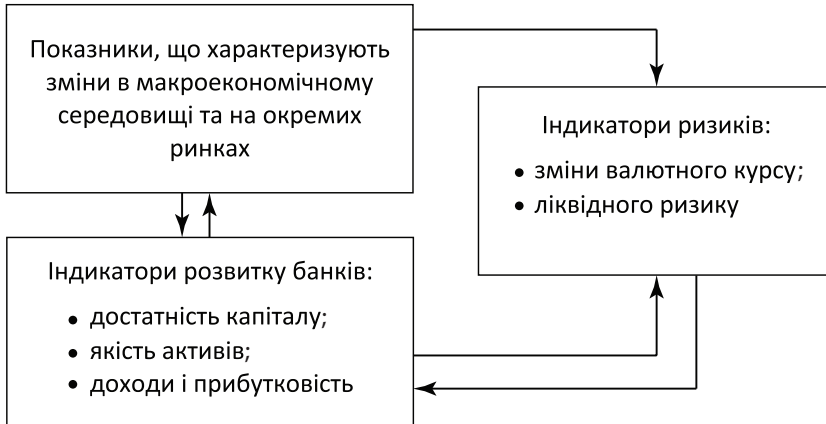 Показники, що характеризують
зміни в макроекономічному
середовищі та на окремих
ринках
Індикатори ризиків:
• зміни валютного курсу;
• ліквідного ризику
Індикатори розвитку банків:
• достатність капіталу;
• якість активів;
• доходи і прибутковість